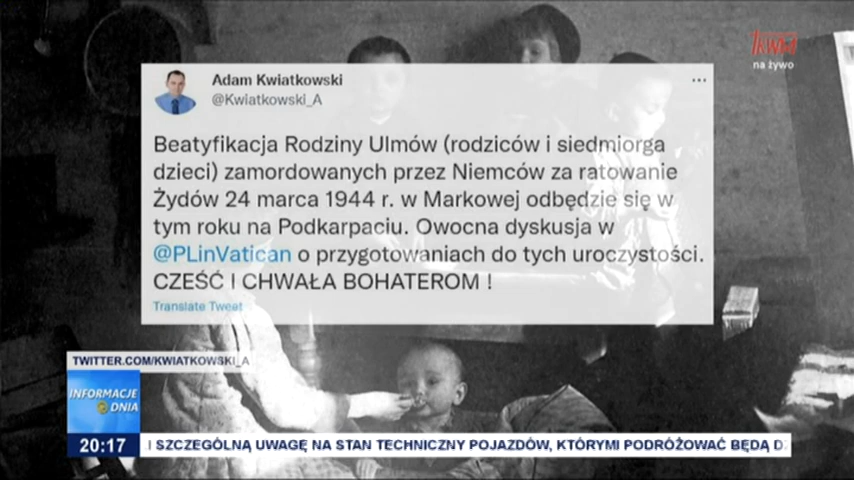 TRWAM
na żywo
Adam Kwiatkowski
@Kwiatkowski_A
Beatyfikacja Rodziny Ulmów (rodziców i siedmiorga
dzieci) zamordowanych przez Niemców za ratowanie
Żydów 24 marca 1944 r. w Markowej odbędzie się w
tym roku na Podkarpaciu. Owocna dyskusja w
@PLinVatican o przygotowaniach do tych uroczystości.
CZEŚĆ I CHWAŁA BOHATEROM !
Translate Tweet
TWITTER.COM/KWIATKOWSKI_A
INFORMACJE
DNIA
20:17 I SZCZEGÓLNĄ UWAGĘ NA STAN TECHNICZNY POJAZDÓW, KTÓRYMI PODRÓŻOWAĆ BĘDĄ